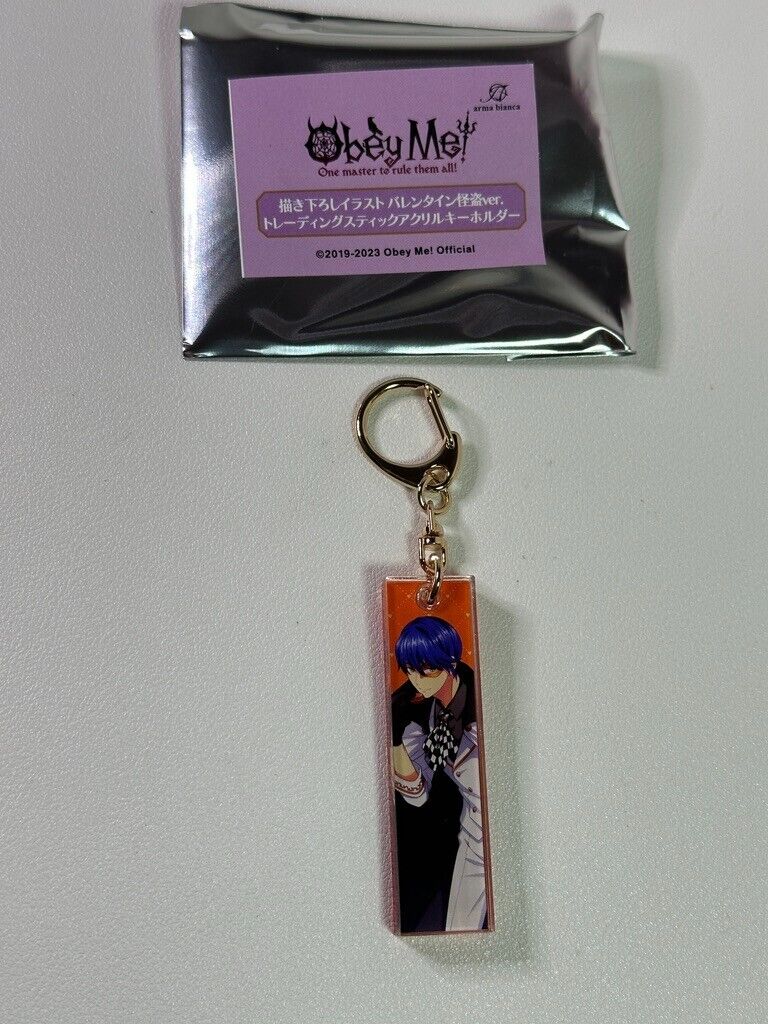 arma bianca
Obey Me!
One master to rule them all!
描き下ろしイラスト バレンタイン怪盗ver.
トレーディングスティックアクリルキーホルダー
©2019-2023 Obey Me! Official